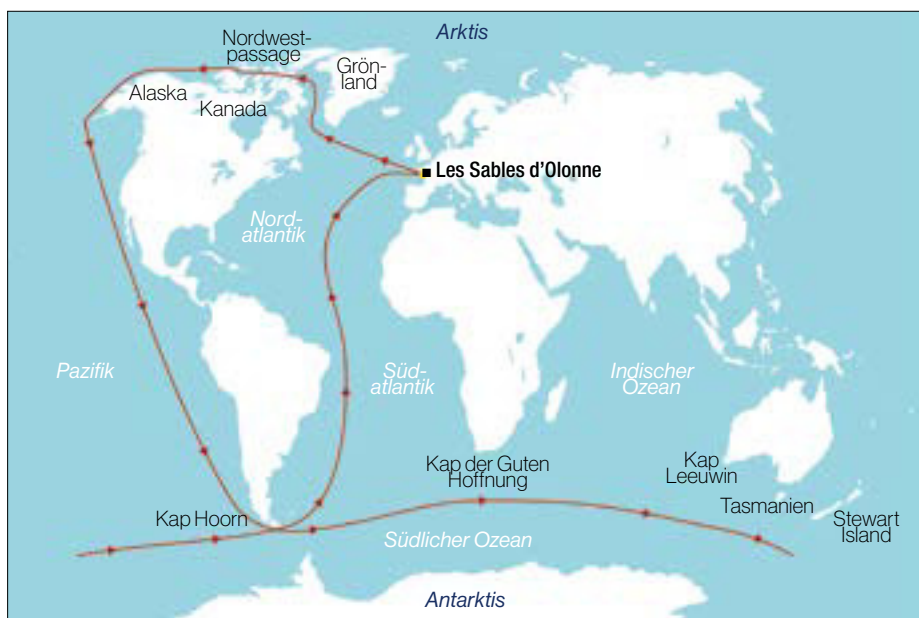 Arktis
Nordwest-
passage
Grön-
land
Alaska
Kanada
Les Sables d'Olonne
Nord-
atlantik
Pazifik
Süd-
atlantik
Indischer
Ozean
Kap der Guten
Hoffnung
Kap
Leeuwin
Tasmanien
Stewart
Island
Kap Hoorn
Südlicher Ozean
Antarktis